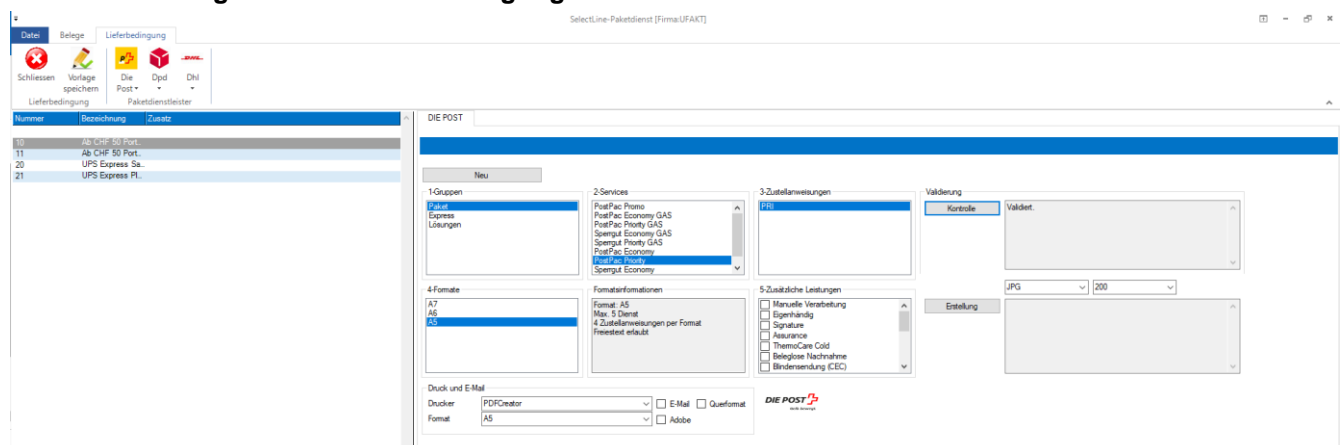 SelectLine-Paketdienst [Firma:UFAKT]
Datei Belege Lieferbedingung
Schliessen Vorlage speichern Die Post Dpd Dhl
Lieferbedingung Paketdienstleister
Nummer Bezeichnung Zusatz
10 Ab CHF 50 Port..
11 Ab CHF 50 Port..
20 UPS Express Sa..
21 UPS Express Pl..
DIE POST
Neu
1-Gruppen
Paket
Express
Lösungen
2-Services
PostPac Promo
PostPac Economy GAS
PostPac Priority GAS
Sperrgut Economy GAS
Sperrgut Priority GAS
PostPac Economy
PostPac Priority
Sperrgut Economy
3-Zustellanweisungen
PRI
Validierung
Kontrolle
Validiert.
4-Formate
A7
A6
A5
Formatsinfomationen
Format: A5
Max. 5 Dienst
4 Zustellanweisungen per Format
Freiestext erlaubt
5-Zusätzliche Leistungen
Manuelle Verarbeitung
Eigenhändig
Signature
Assurance
ThermoCare Cold
Beleglose Nachnahme
Blindensendung (CEC)
JPG 200
Erstellung
Druck und E-Mail
Drucker PDFCreator E-Mail Querformat
Format A5 Adobe
DIE POST